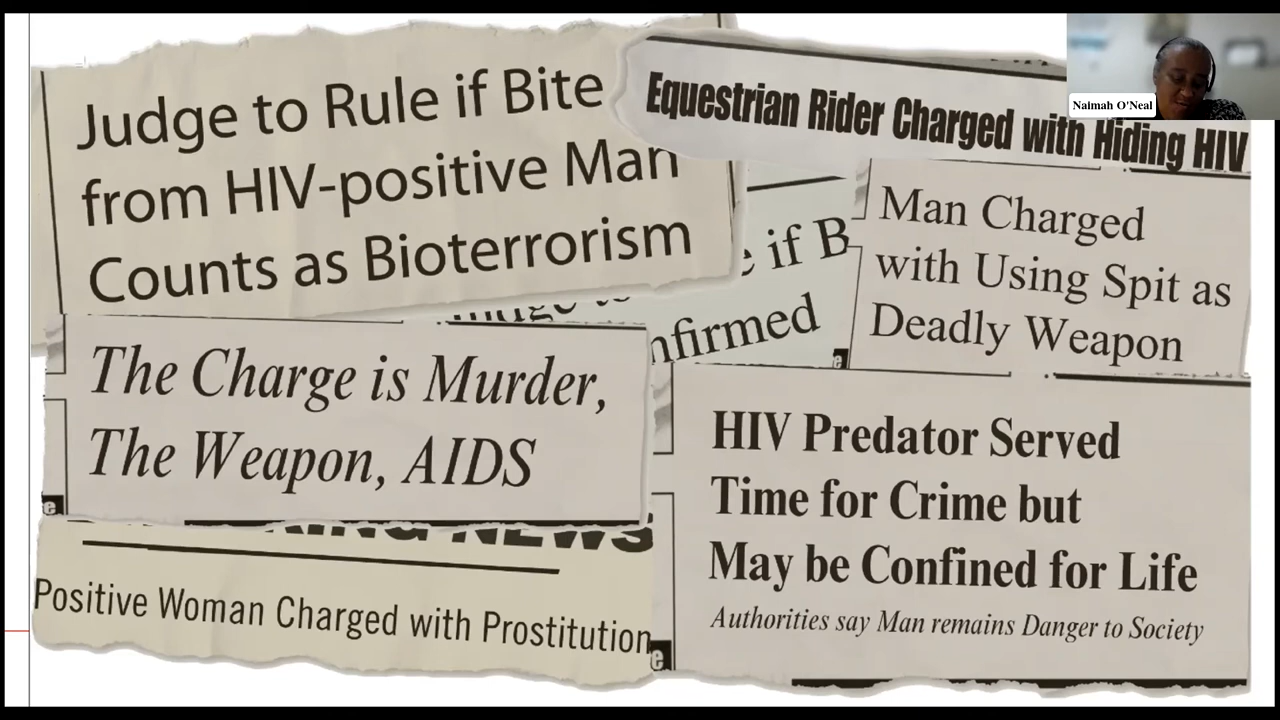 Judge to Rule if Bite
from HIV-positive Man
Counts as Bioterrorism
Equestrian Rider Charged with Hiding HIV
Naimah O'Neal
Man Charged
with Using Spit as
Deadly Weapon
if B
nfirmed
The Charge is Murder,
The Weapon, AIDS
HIV Predator Served
Time for Crime but
May be Confined for Life
Authorities say Man remains Danger to Society
KING NEWS
Positive Woman Charged with Prostitution